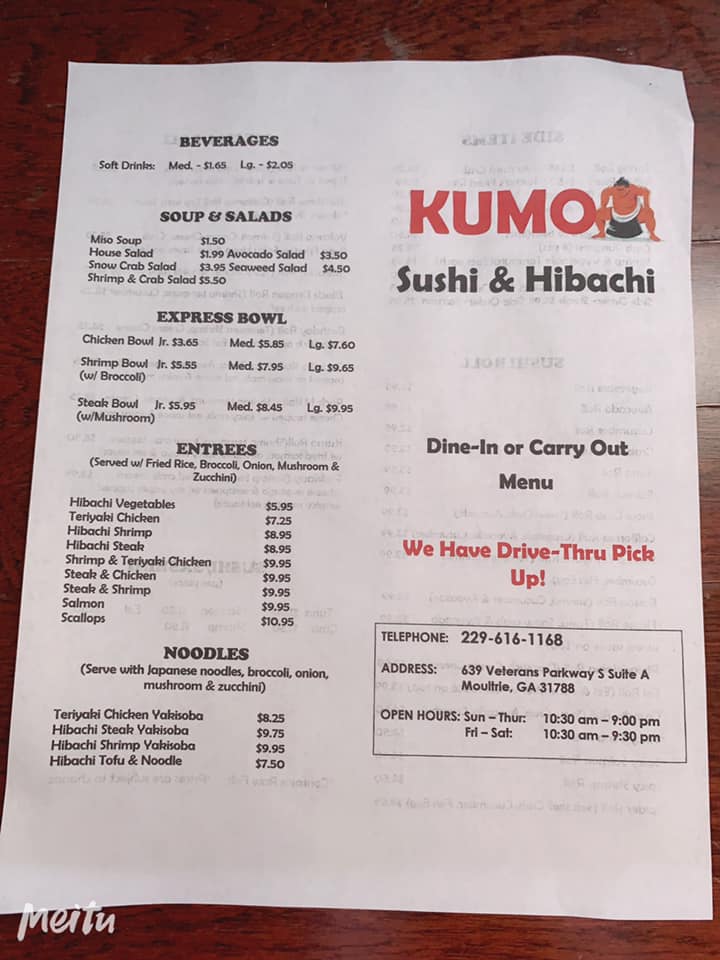 BEVERAGES
Soft Drinks: Med. - $1.65 Lg. - $2.05
SOUP & SALADS
Miso Soup $1.50
House Salad $1.99 Avocado Salad $3.50
Snow Crab Salad $3.95 Seaweed Salad $4.50
Shrimp & Crab Salad $5.50
EXPRESS BOWL
Chicken Bowl Jr. $3.65 Med. $5.85 Lg. $7.60
Shrimp Bowl Jr. $5.55 Med. $7.95 Lg. $9.65
(w/ Broccoli)
Steak Bowl Jr. $5.95 Med. $8.45 Lg. $9.95
(w/Mushroom)
ENTREES
(Served w/ Fried Rice, Broccoli, Onion, Mushroom &
Zucchini)
Hibachi Vegetables $5.95
Teriyaki Chicken $7.25
Hibachi Shrimp $8.95
Hibachi Steak $8.95
Shrimp & Teriyaki Chicken $9.95
Steak & Chicken $9.95
Steak & Shrimp $9.95
Salmon $9.95
Scallops $10.95
NOODLES
(Serve with Japanese noodles, broccoli, onion,
mushroom & zucchini)
Teriyaki Chicken Yakisoba $8.25
Hibachi Steak Yakisoba $9.75
Hibachi Shrimp Yakisoba $9.95
Hibachi Tofu & Noodle $7.50
KUMO
Sushi & Hibachi
Dine-In or Carry Out
Menu
We Have Drive-Thru Pick
Up!
TELEPHONE: 229-616-1168
ADDRESS: 639 Veterans Parkway S Suite A
Moultrie, GA 31788
OPEN HOURS: Sun – Thur: 10:30 am – 9:00 pm
Fri – Sat: 10:30 am – 9:30 pm
Meitu